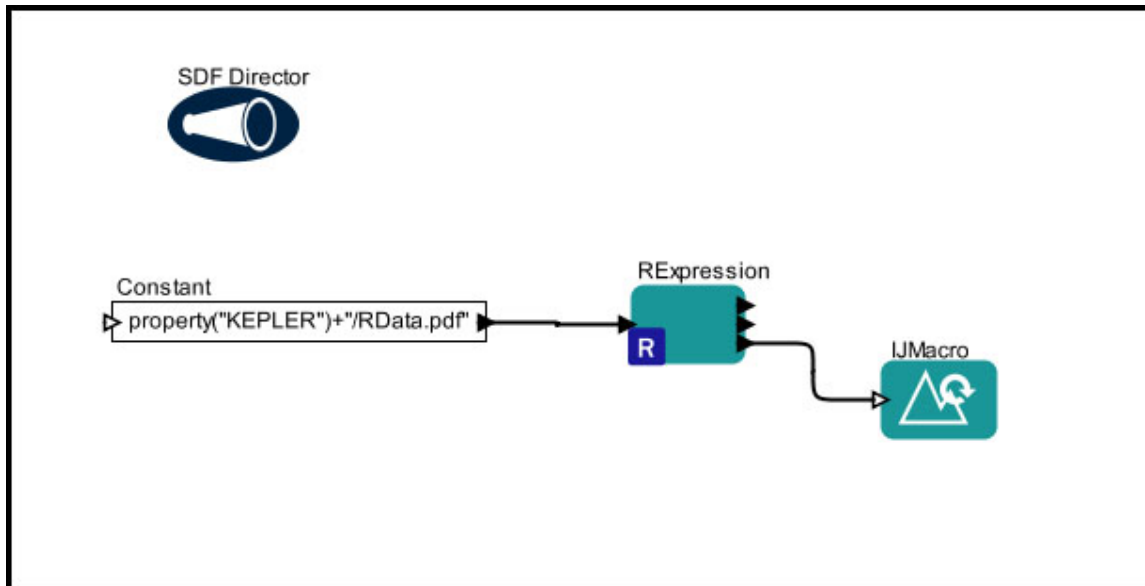 SDF Director
Constant
property("KEPLER")+"/RData.pdf"
RExpression
R
IJMacro